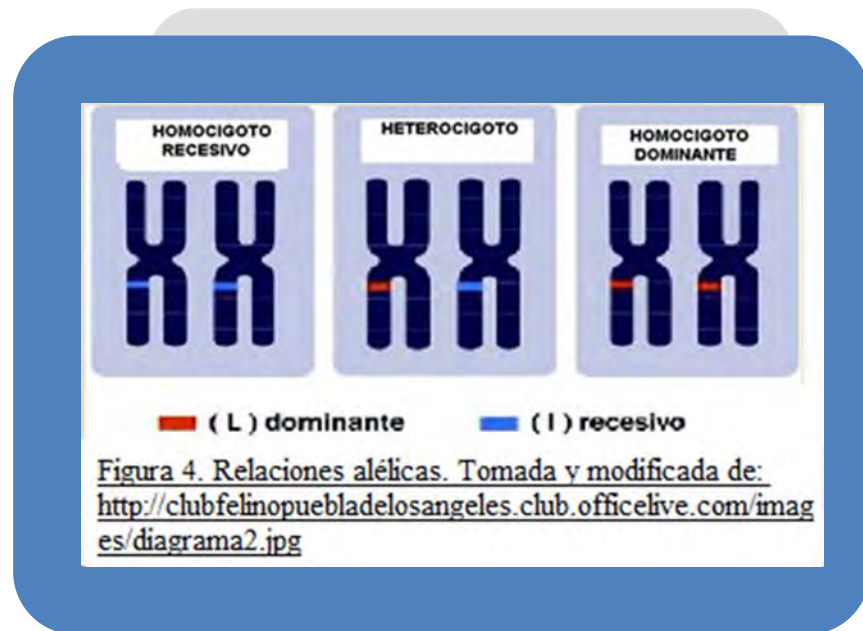 HOMOCIGOTO
RECESIVO
HETEROCIGOTO
HOMOCIGOTO
DOMINANTE
( L ) dominante
( l ) recesivo
Figura 4. Relaciones alélicas. Tomada y modificada de:
http://clubfelinopuebladelosangeles.club.officelive.com/imag
es/diagrama2.jpg